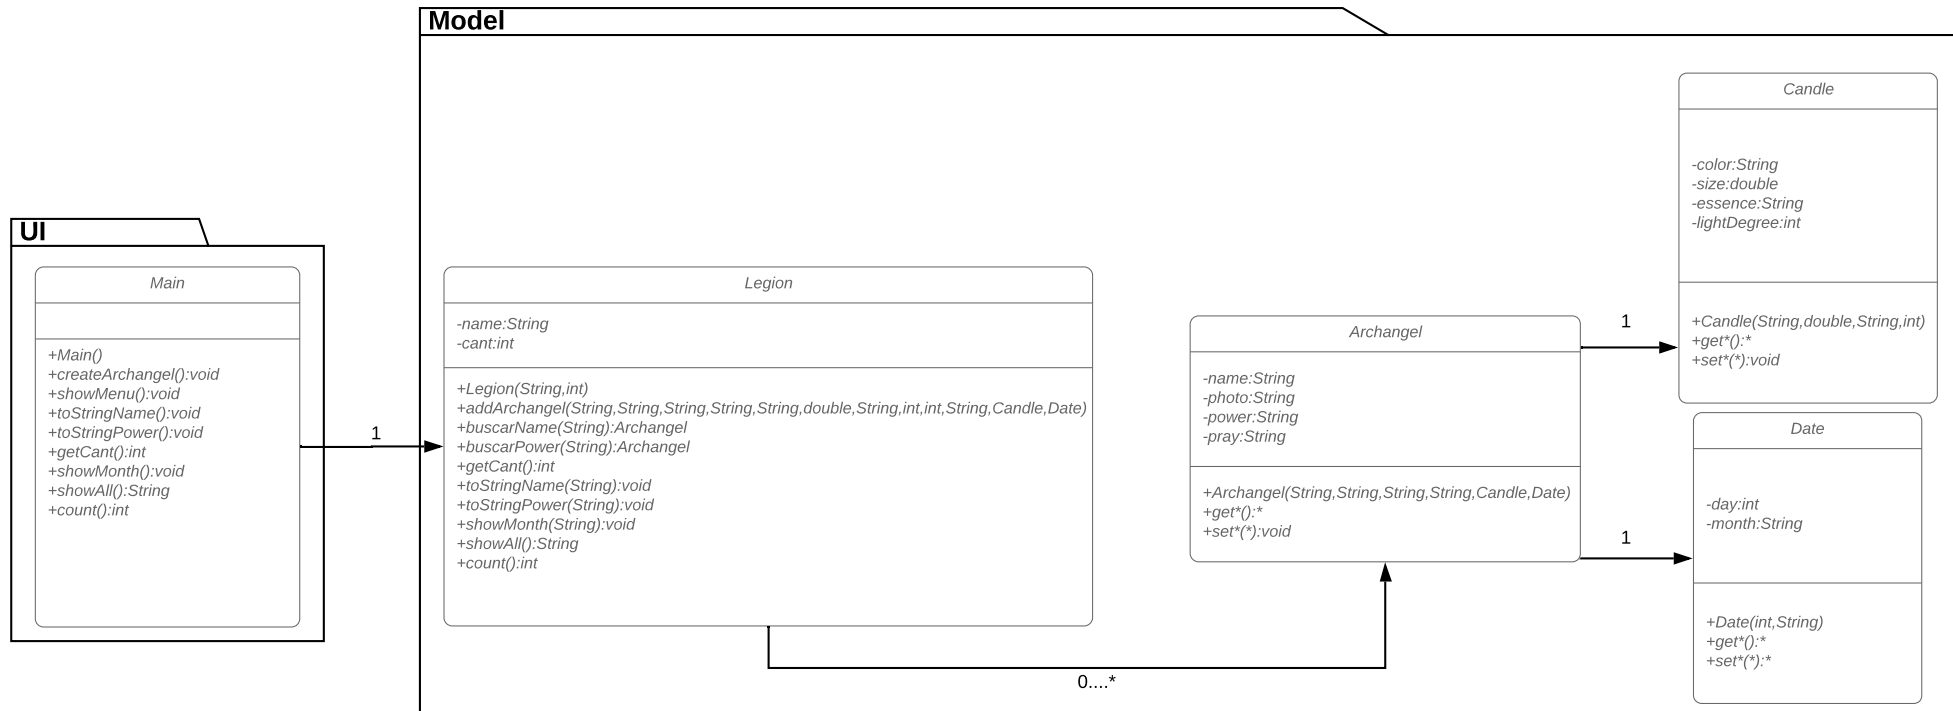 Model
UI
Main
+Main()
+createArchangel():void
+showMenu():void
+toStringName():void
+toStringPower():void
+getCant():int
+showMonth():void
+showAll():String
+count():int
1
Legion
-name:String
-cant:int
+Legion(String,int)
+addArchangel(String,String,String,String,String,double,String,int,int,String,Candle,Date)
+buscarName(String):Archangel
+buscarPower(String):Archangel
+getCant():int
+toStringName(String):void
+toStringPower(String):void
+showMonth(String):void
+showAll():String
+count():int
0....*
Archangel
-name:String
-photo:String
-power:String
-pray:String
+Archangel(String,String,String,String,Candle,Date)
+get*():*
+set*(*):void
1
1
Candle
-color:String
-size:double
-essence:String
-lightDegree:int
+Candle(String,double,String,int)
+get*():*
+set*(*):void
Date
-day:int
-month:String
+Date(int,String)
+get*():*
+set*(*):*